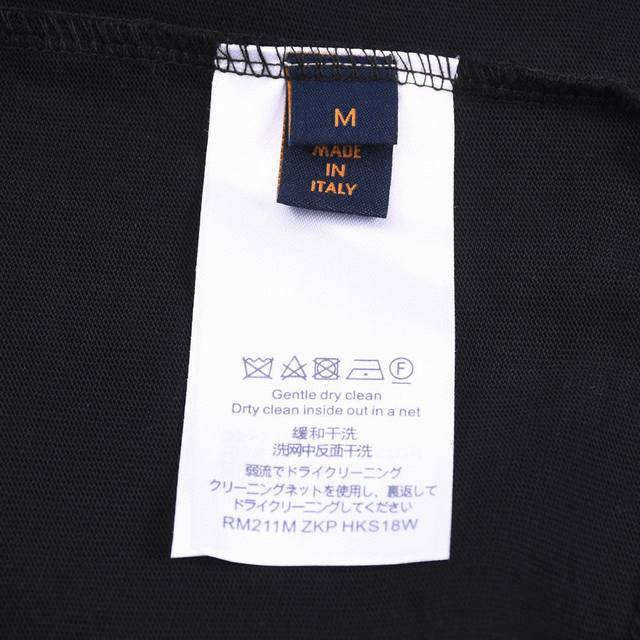 M
MADE
IN
ITALY
F
Gentle dry clean
Drty clean inside out in a net
缓和干洗
洗网中反面干洗
弱流でドライクリーニング
クリーニングネットを使用し、裏返して
ドライクリーニングしてください
RM211M ZKP HKS18W